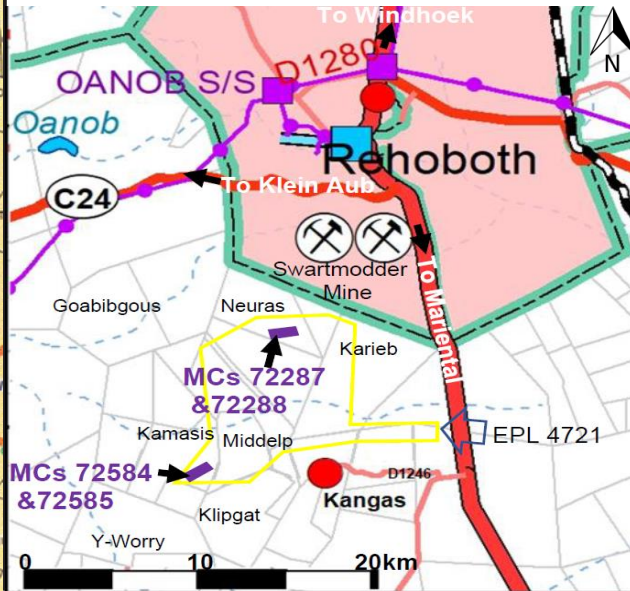 To Windhoek
N
D1280
OANOB S/S
Oanob
Rehoboth
To Klein Aub
C24
Swartmodder
Mine
To Mariental
Goabibgous
Neuras
Karieb
MCs 72287
&72288
Kamasis
Middelp
EPL 4721
MCs 72584
&72585
D1246
Kangas
Klipgat
Y-Worry
0 10 20km